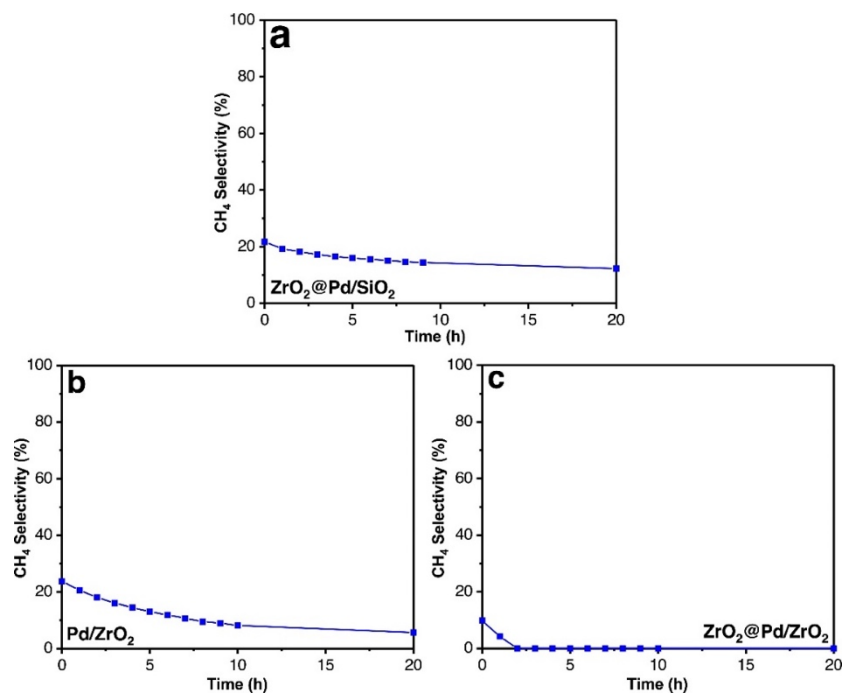 a
100
80
60
40
20
0
CH₄ Selectivity (%)
ZrO₂@Pd/SiO₂
0 5 10 15 20
Time (h)
b
100
80
60
40
20
0
CH₄ Selectivity (%)
Pd/ZrO₂
0 5 10 15 20
Time (h)
c
100
80
60
40
20
0
CH₄ Selectivity (%)
ZrO₂@Pd/ZrO₂
0 5 10 15 20
Time (h)